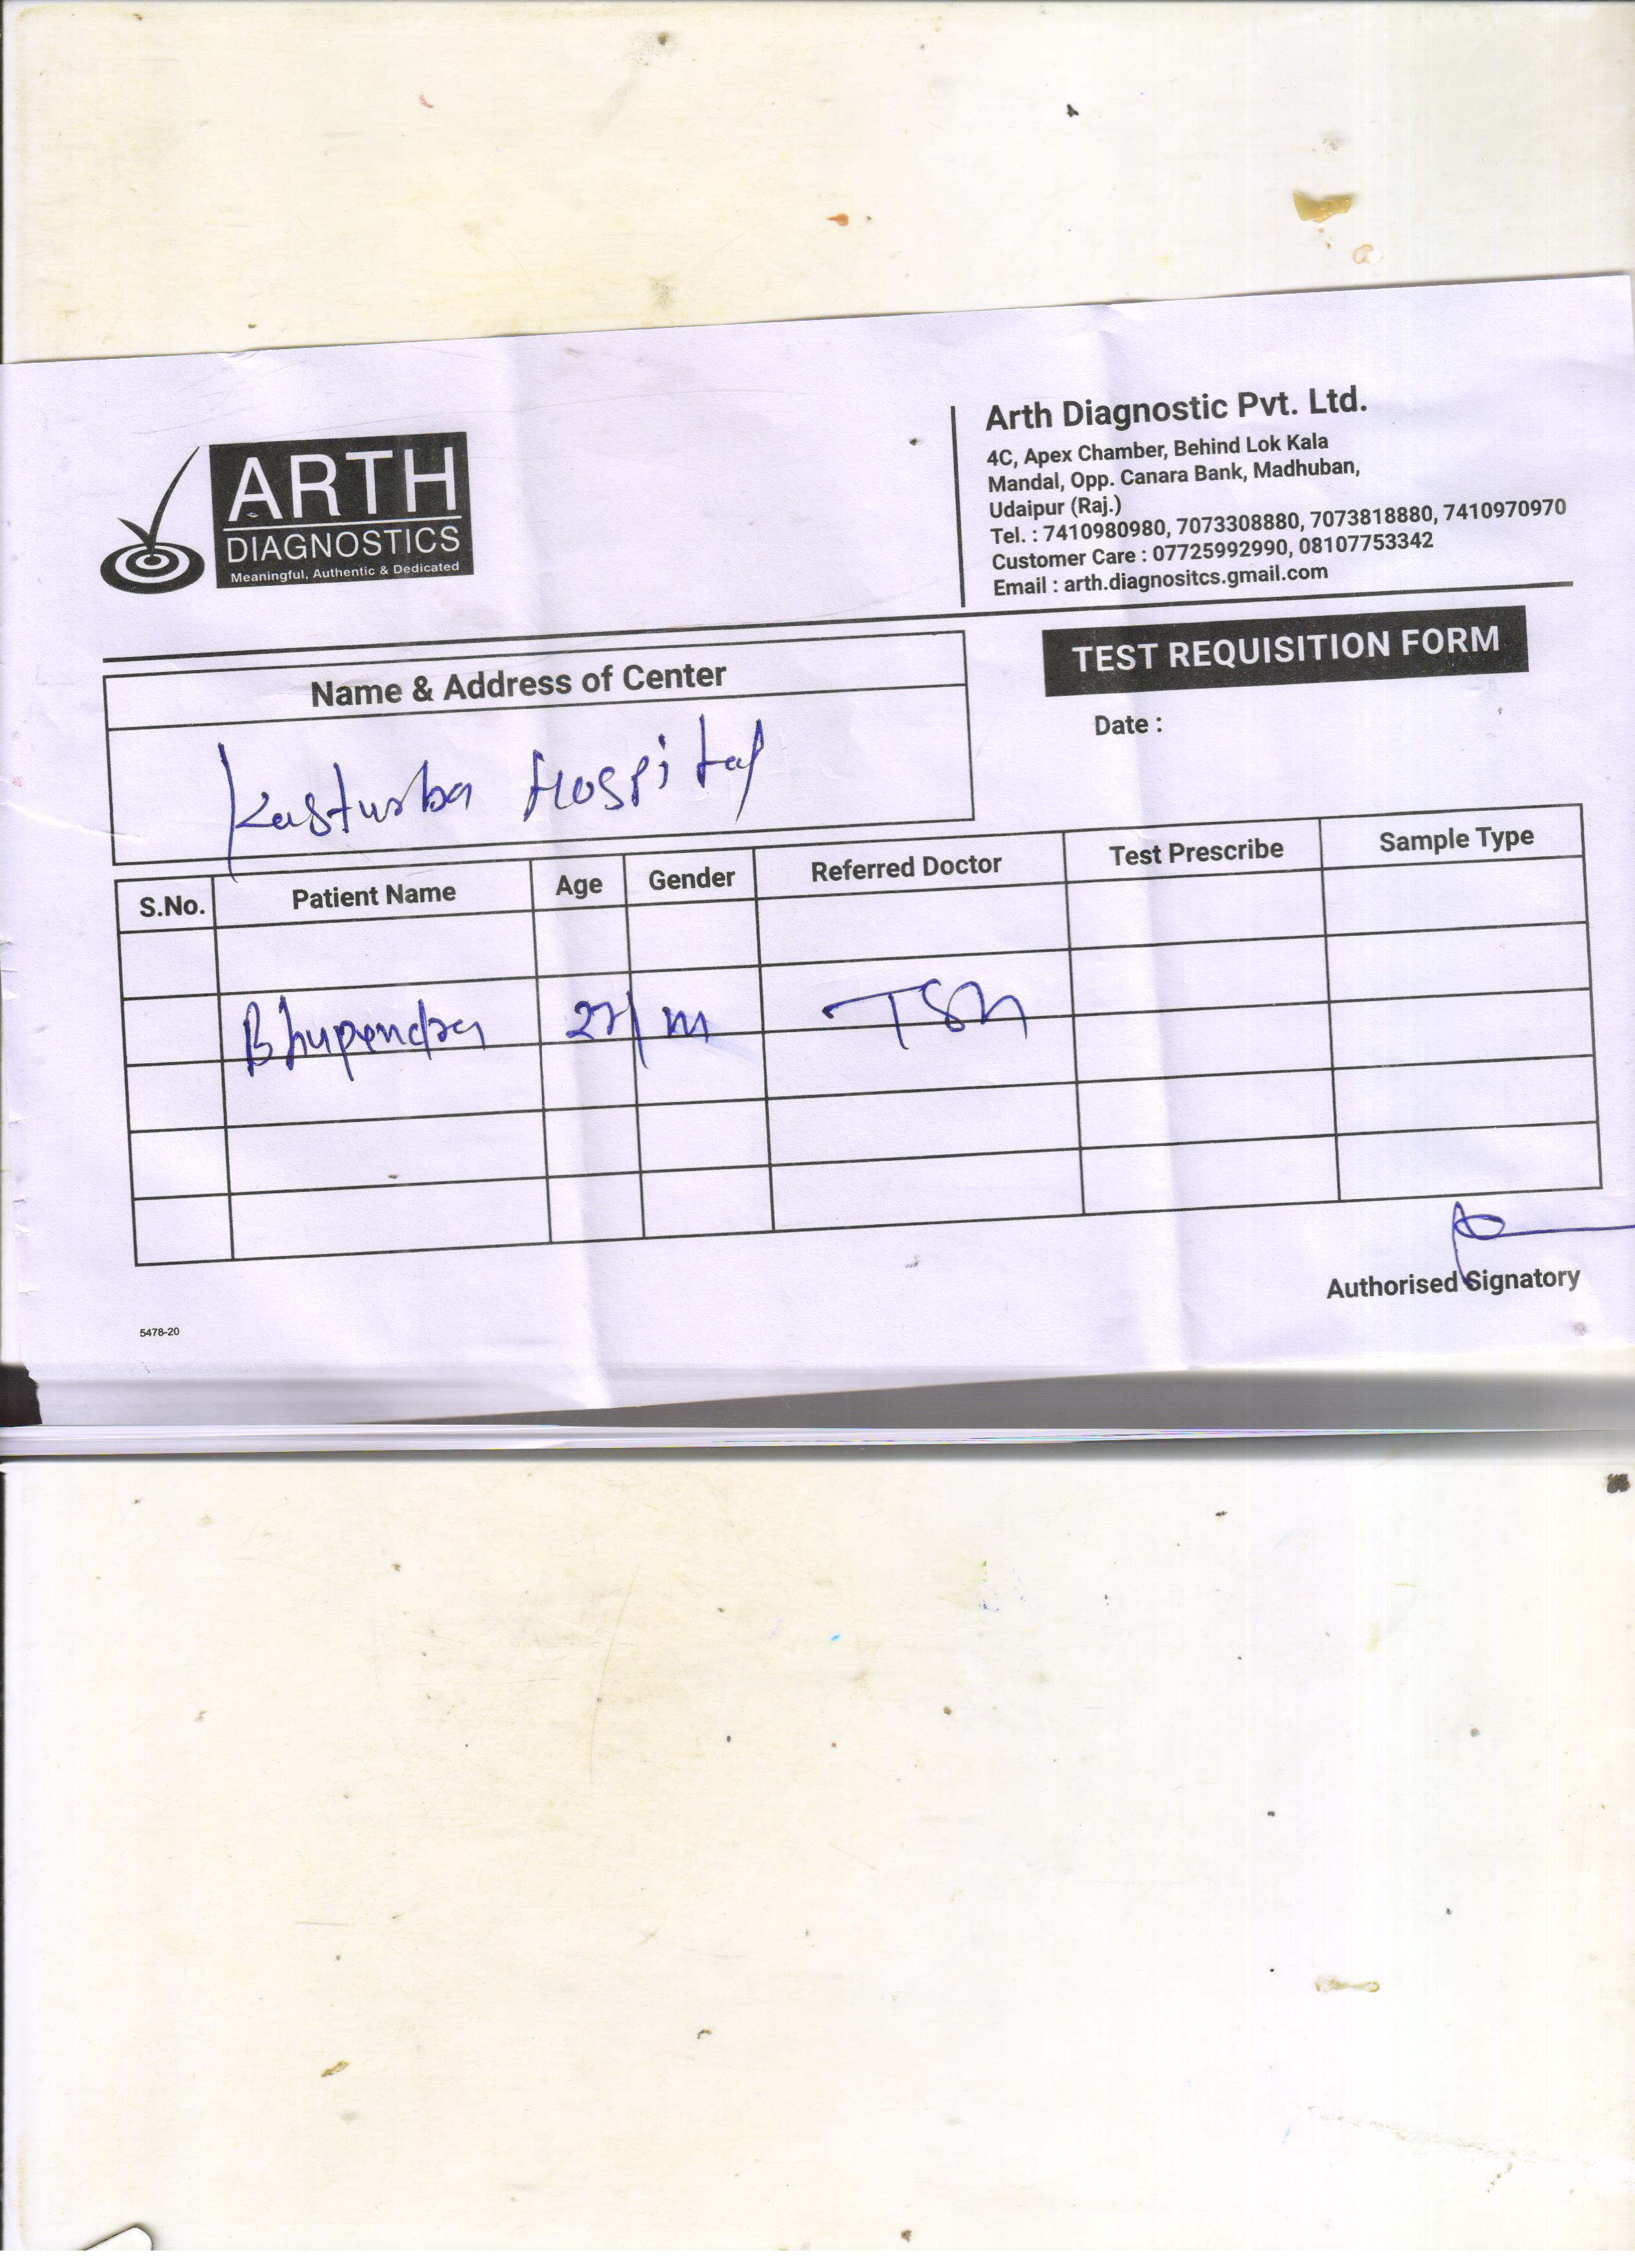 ARTH
DIAGNOSTICS
Meaningful, Authentic & Dedicated
Arth Diagnostic Pvt. Ltd.
4C, Apex Chamber, Behind Lok Kala
Mandal, Opp. Canara Bank, Madhuban,
Udaipur (Raj.)
Tel. : 7410980980, 7073308880, 7073818880, 7410970970
Customer Care : 07725992990, 08107753342
Email : arth.diagnositcs.gmail.com
TEST REQUISITION FORM
Date :
Name & Address of Center
Kasturba Hospital
S.No. Patient Name Age Gender Referred Doctor Test Prescribe Sample Type
Bhupendra 27/m TSH
Authorised Signatory
5478-20